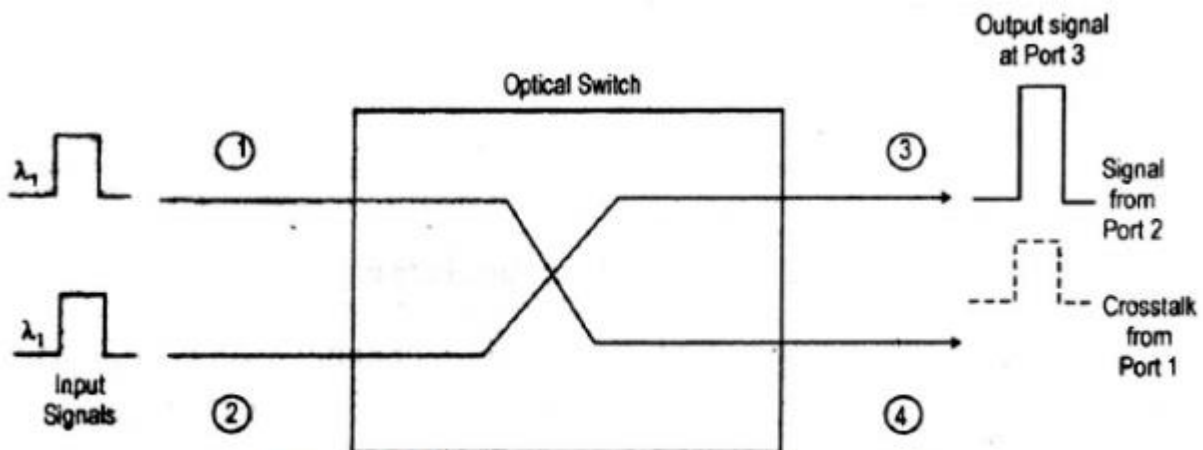 Output signal
at Port 3
Optical Switch
1
3
λ₁
Signal
from
Port 2
λ₁
Crosstalk
from
Port 1
Input
Signals
2
4